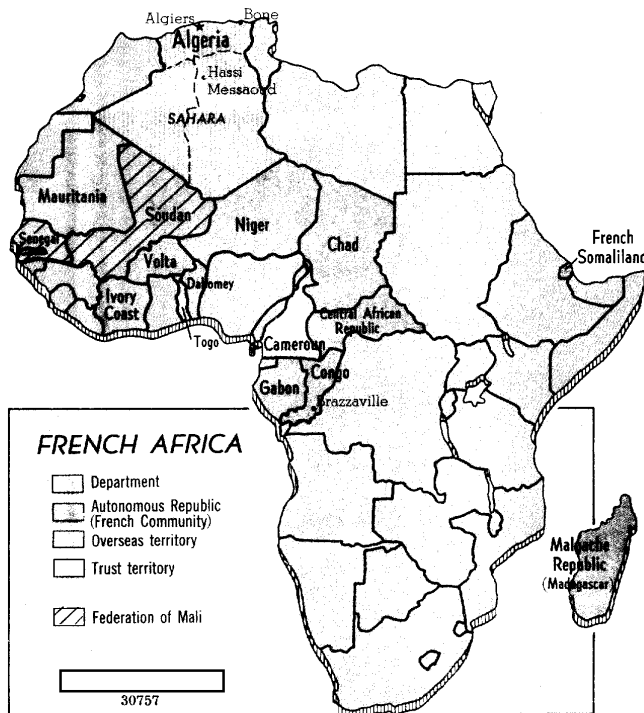 Algiers
Bone
Algeria
Hassi
Messaoud
SAHARA
Mauritania
Soudan
Niger
Chad
Senegal
Volta
Dahomey
Ivory
Coast
Togo
French
Somaliland
Central African
Republic
Cameroun
Congo
Gabon
Brazzaville
FRENCH AFRICA
Department
Autonomous Republic
(French Community)
Overseas territory
Trust territory
Federation of Mali
30757
Malgache
Republic
(Madagascar)